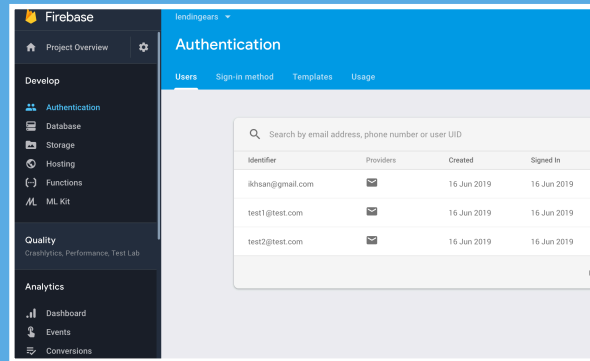 Firebase
Project Overview
Develop
Authentication
Database
Storage
Hosting
Functions
ML Kit
Quality
Crashlytics, Performance, Test Lab
Analytics
Dashboard
Events
Conversions
lendingears
Authentication
Users Sign-in method Templates Usage
Search by email address, phone number or user UID
Identifier Providers Created Signed In
ikhsan@gmail.com 16 Jun 2019 16 Jun 2019
test1@test.com 16 Jun 2019 16 Jun 2019
test2@test.com 16 Jun 2019 16 Jun 2019